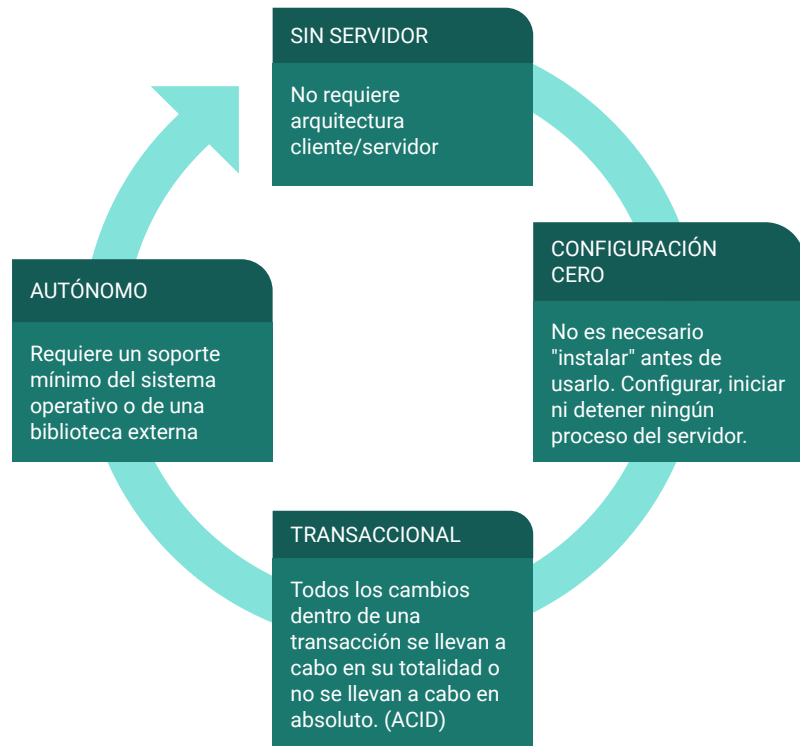 SIN SERVIDOR
No requiere
arquitectura
cliente/servidor
CONFIGURACIÓN
CERO
No es necesario
"instalar" antes de
usarlo. Configurar, iniciar
ni detener ningún
proceso del servidor.
TRANSACCIONAL
Todos los cambios
dentro de una
transacción se llevan a
cabo en su totalidad o
no se llevan a cabo en
absoluto. (ACID)
AUTÓNOMO
Requiere un soporte
mínimo del sistema
operativo o de una
biblioteca externa